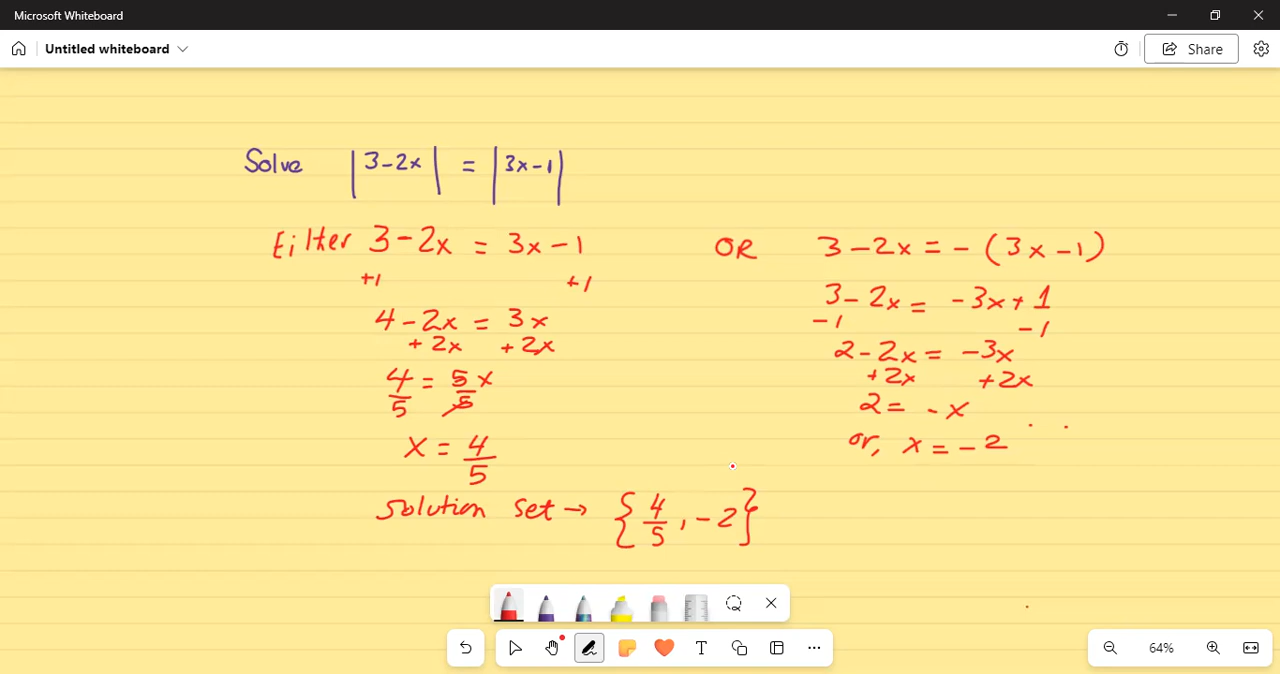 Microsoft Whiteboard
Untitled whiteboard
Share
Solve |3-2x| = |3x-1|
Either 3-2x = 3x-1
+1 +1
4-2x = 3x
+2x +2x
4/5 = 5/5 x
x = 4/5
OR 3-2x = -(3x-1)
3-2x = -3x+1
-1 -1
2-2x = -3x
+2x +2x
2 = -x
or, x = -2
Solution set → {4/5, -2}
64%